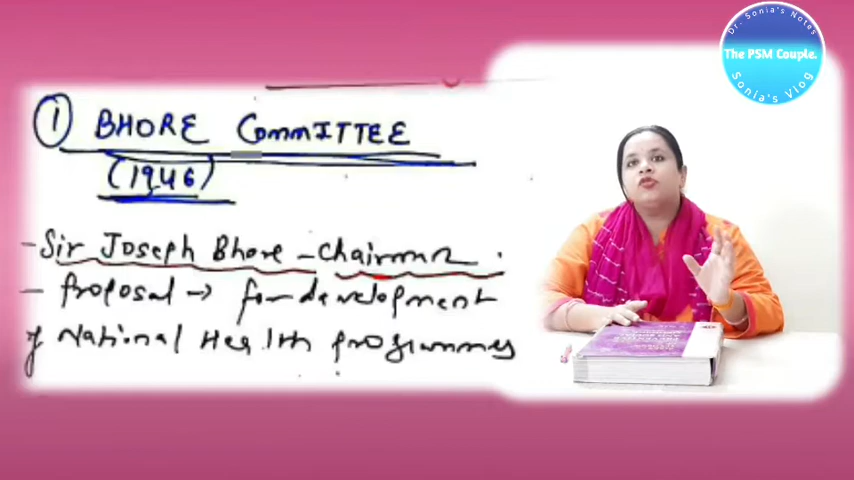 Dr. Sonia's Notes
The PSM Couple.
Sonia's Vlog
① BHORE COMMITTEE
(1946)
- Sir Joseph Bhore - Chairman.
- Proposal → for development
of National Health programmes